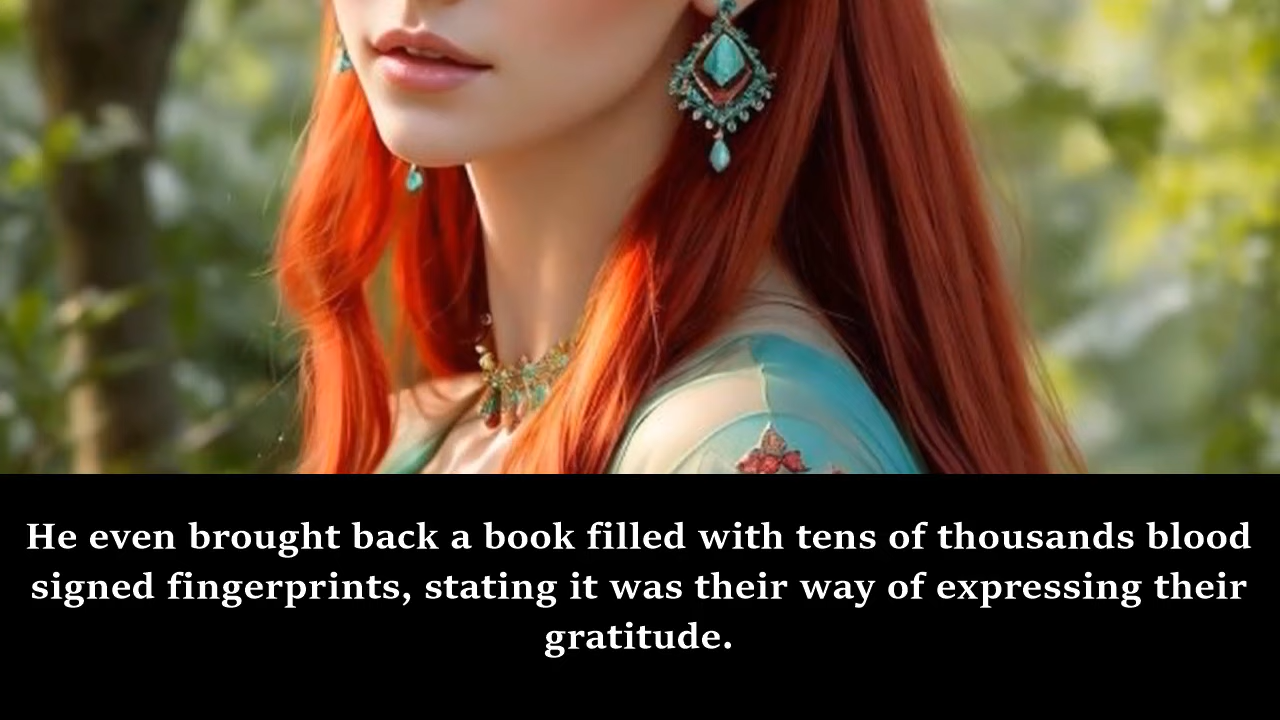 He even brought back a book filled with tens of thousands blood
signed fingerprints, stating it was their way of expressing their
gratitude.